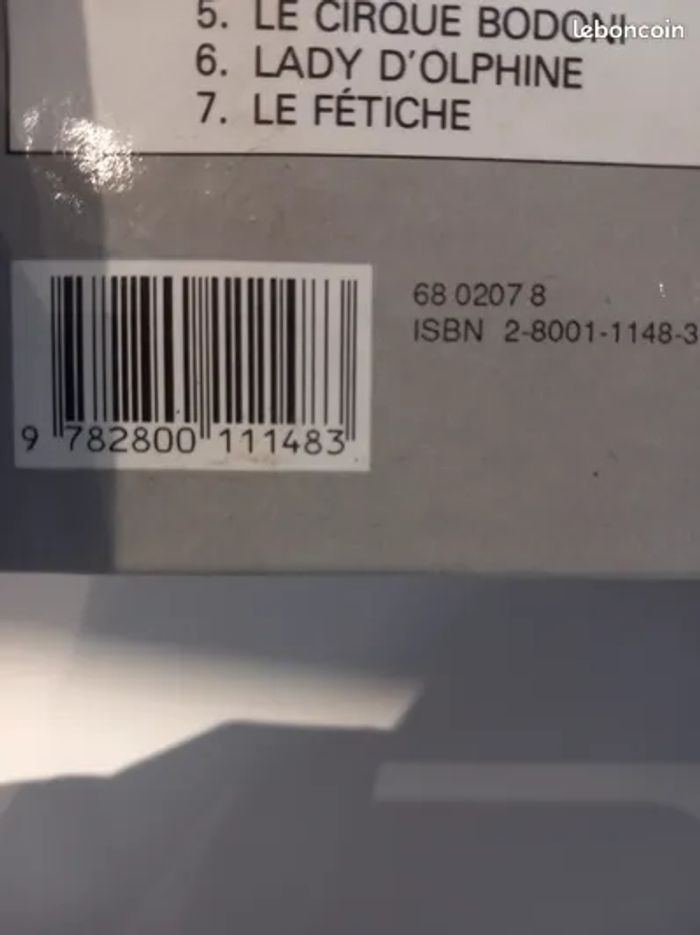 5. LE CIRQUE BODONI
leboncoin
6. LADY D'OLPHINE
7. LE FÉTICHE
68 0207 8
ISBN 2-8001-1148-3
9 782800 111483